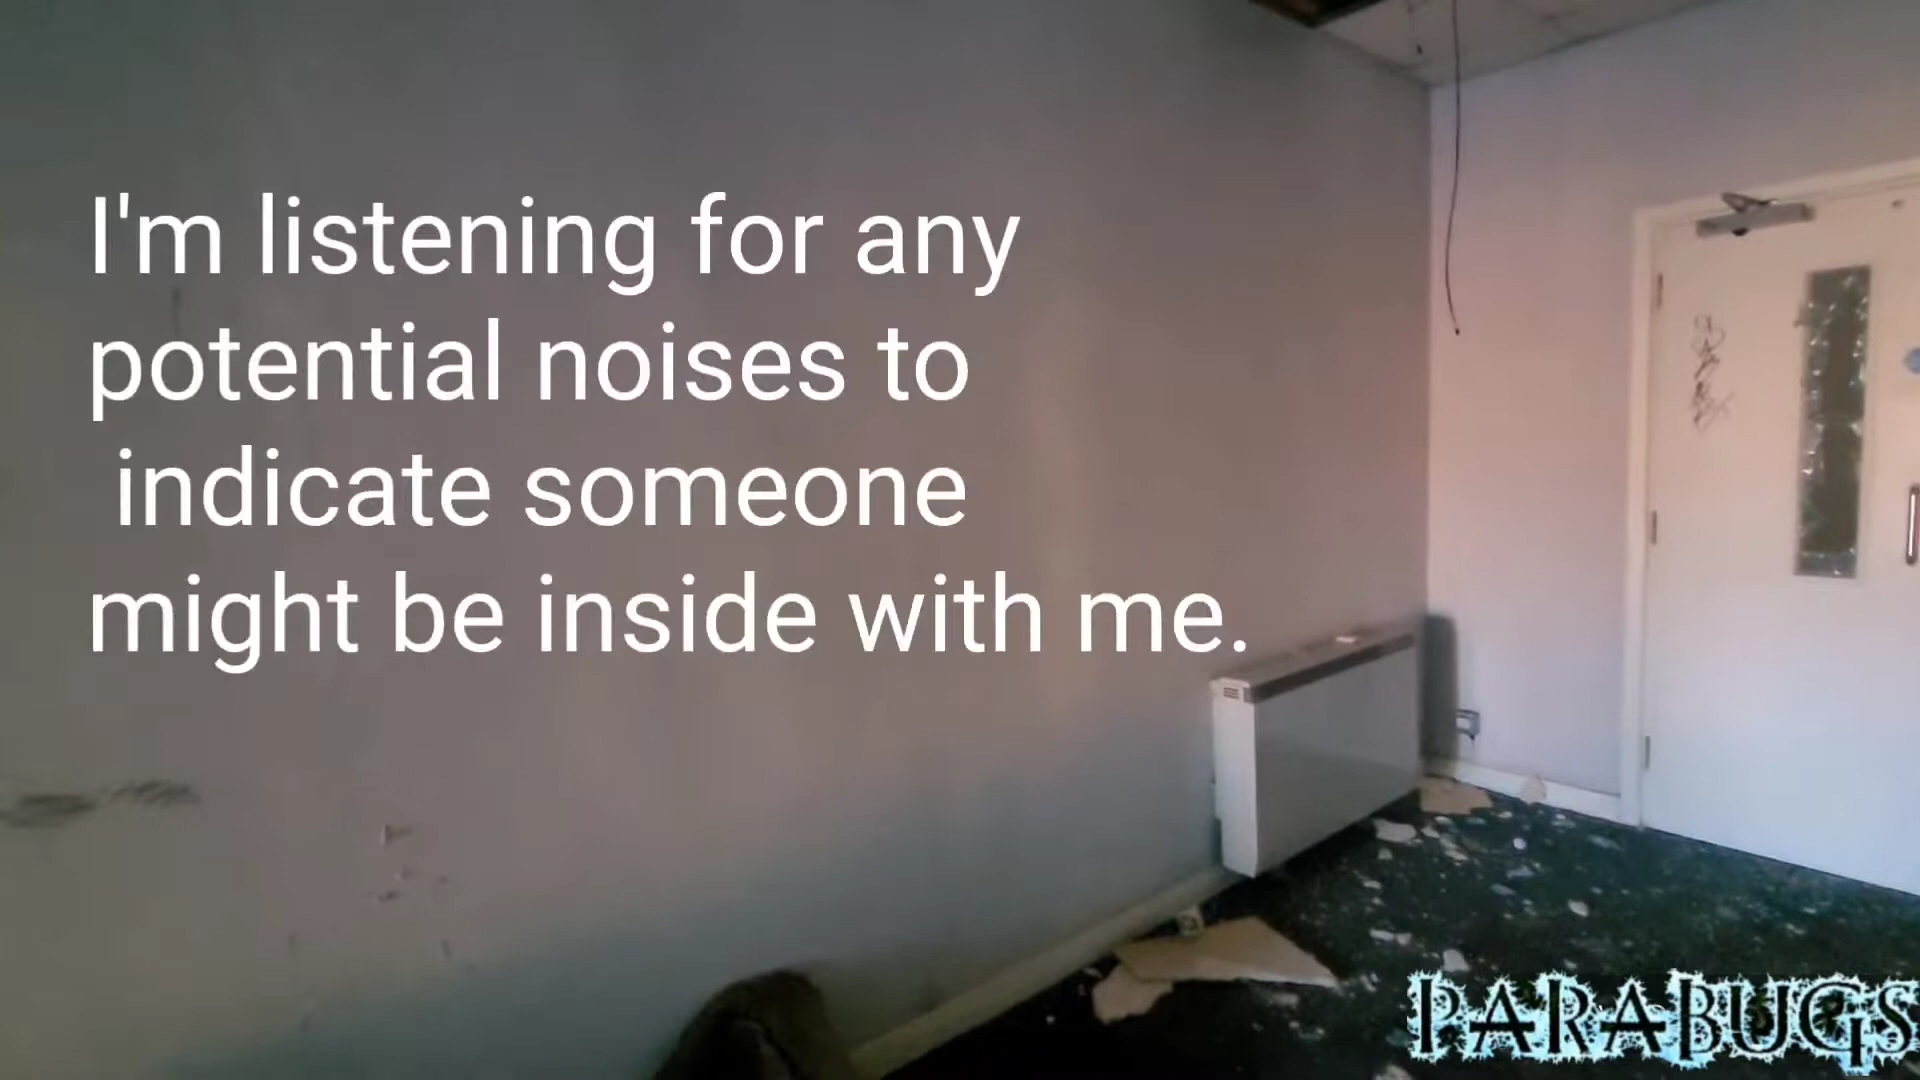 I'm listening for any
potential noises to
indicate someone
might be inside with me.
PARABUGS